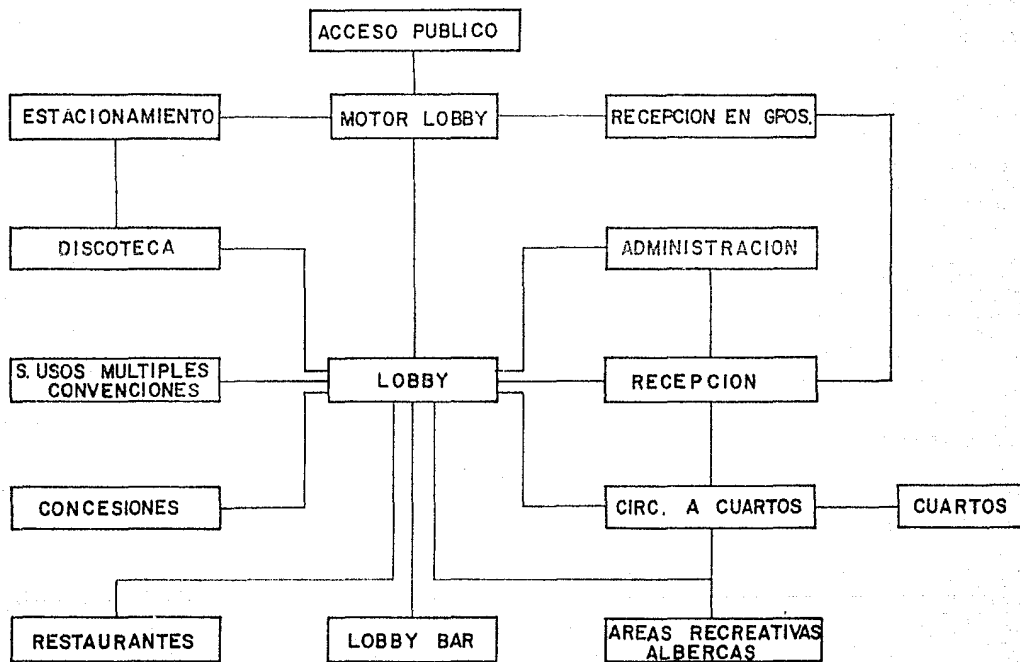 ACCESO PUBLICO
ESTACIONAMIENTO
MOTOR LOBBY
RECEPCION EN GPOS.
DISCOTECA
ADMINISTRACION
S. USOS MULTIPLES
CONVENCIONES
LOBBY
RECEPCION
CONCESIONES
CIRC. A CUARTOS
CUARTOS
RESTAURANTES
LOBBY BAR
AREAS RECREATIVAS
ALBERCAS